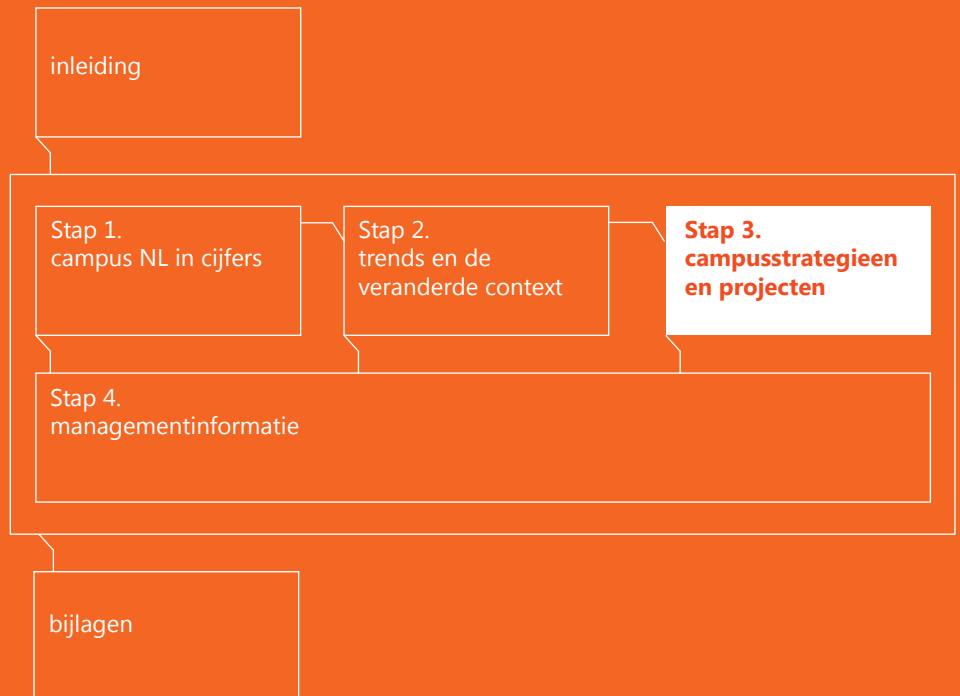 inleiding
Stap 1.
campus NL in cijfers
Stap 2.
trends en de
veranderde context
Stap 3.
campusstrategieen
en projecten
Stap 4.
managementinformatie
bijlagen